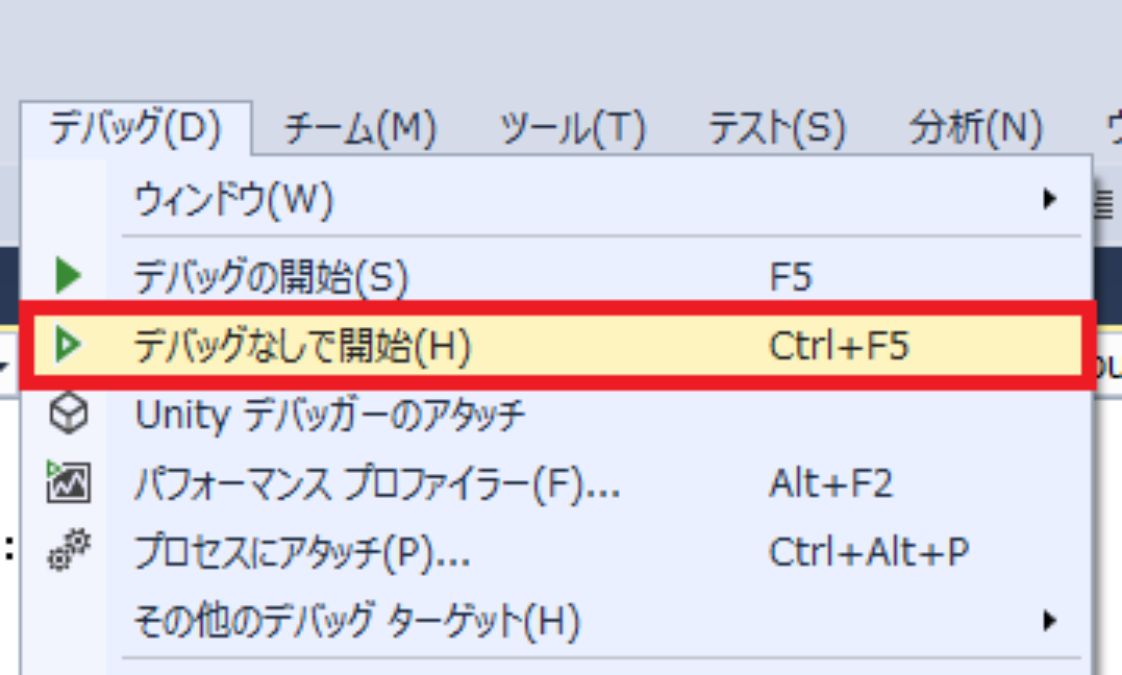 デバッグ(D) チーム(M) ツール(T) テスト(S) 分析(N)
ウィンドウ(W)
デバッグの開始(S) F5
デバッグなしで開始(H) Ctrl+F5
Unity デバッガーのアタッチ
パフォーマンス プロファイラー(F)... Alt+F2
プロセスにアタッチ(P)... Ctrl+Alt+P
その他のデバッグ ターゲット(H)